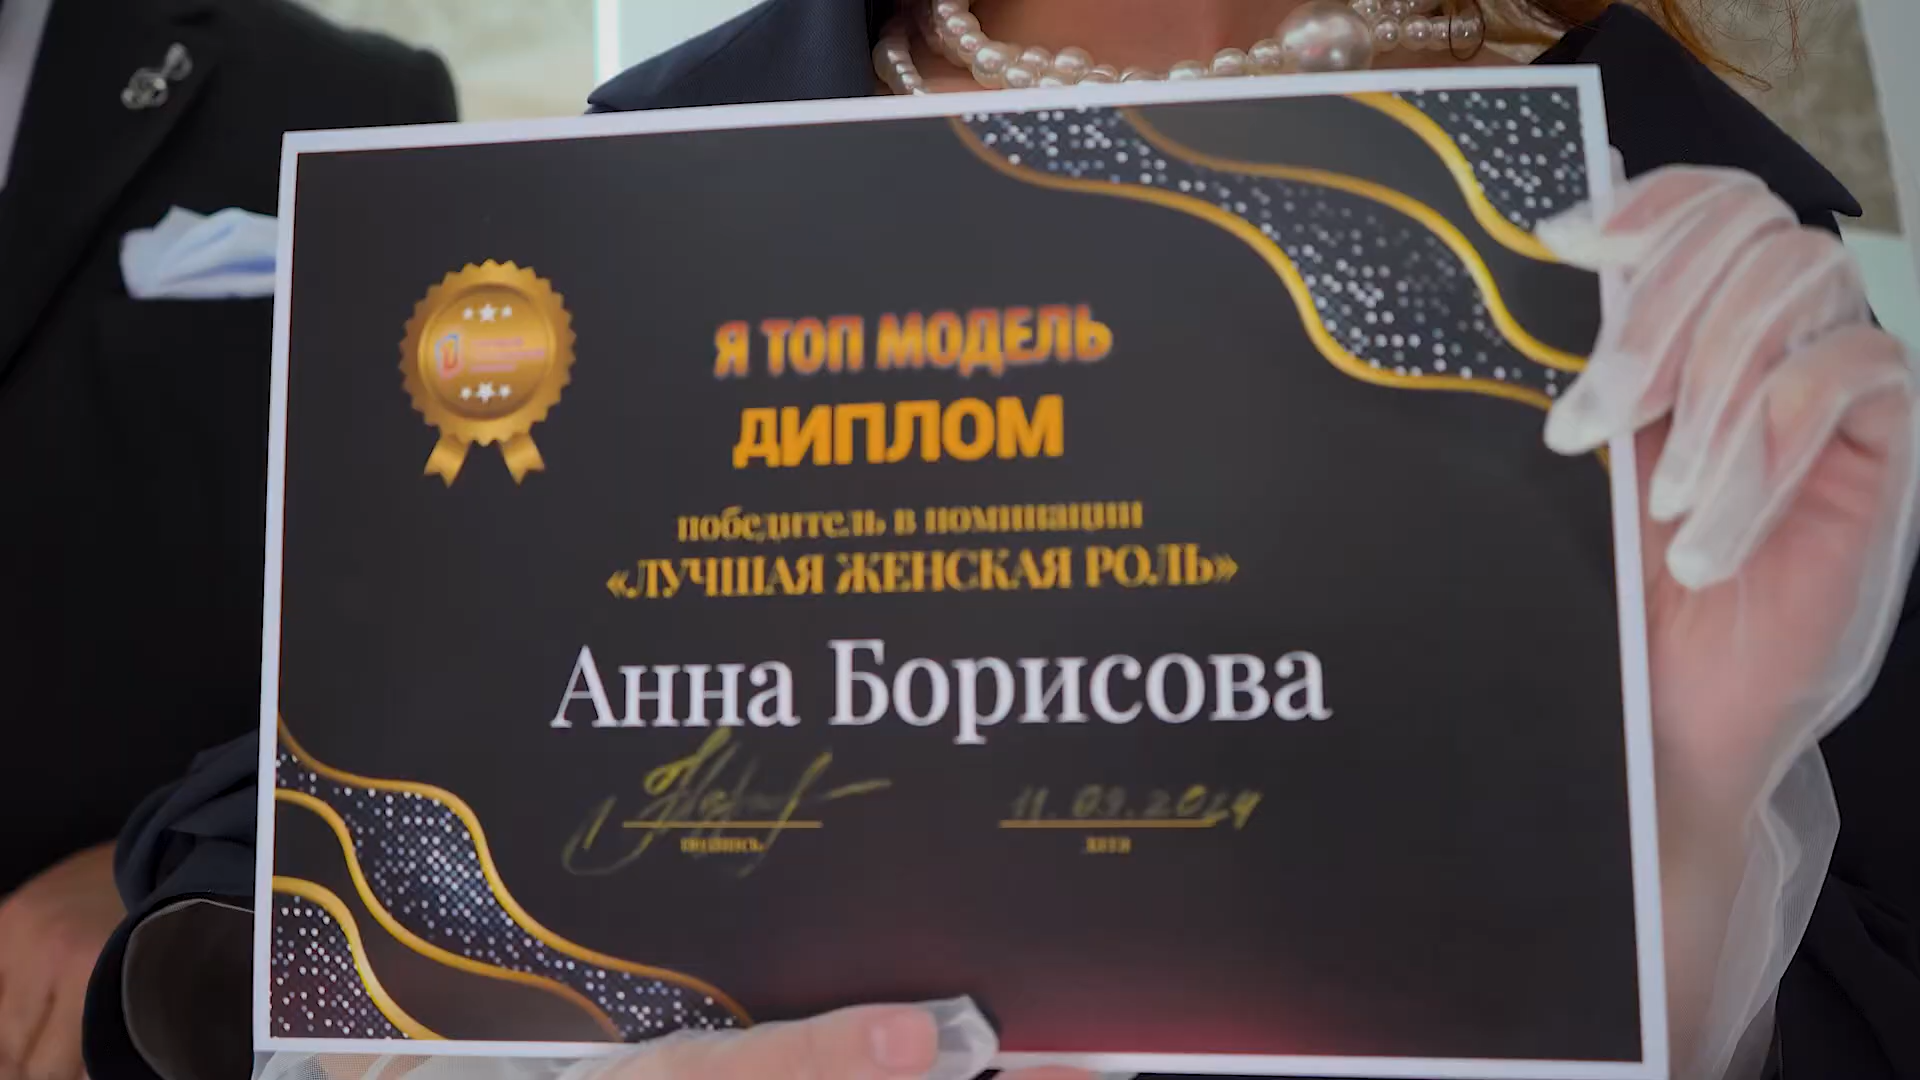 Я ТОП МОДЕЛЬ
ДИПЛОМ
победитель в номинации
«ЛУЧШАЯ ЖЕНСКАЯ РОЛЬ»
Анна Борисова
11.09.2024
подпись
дата